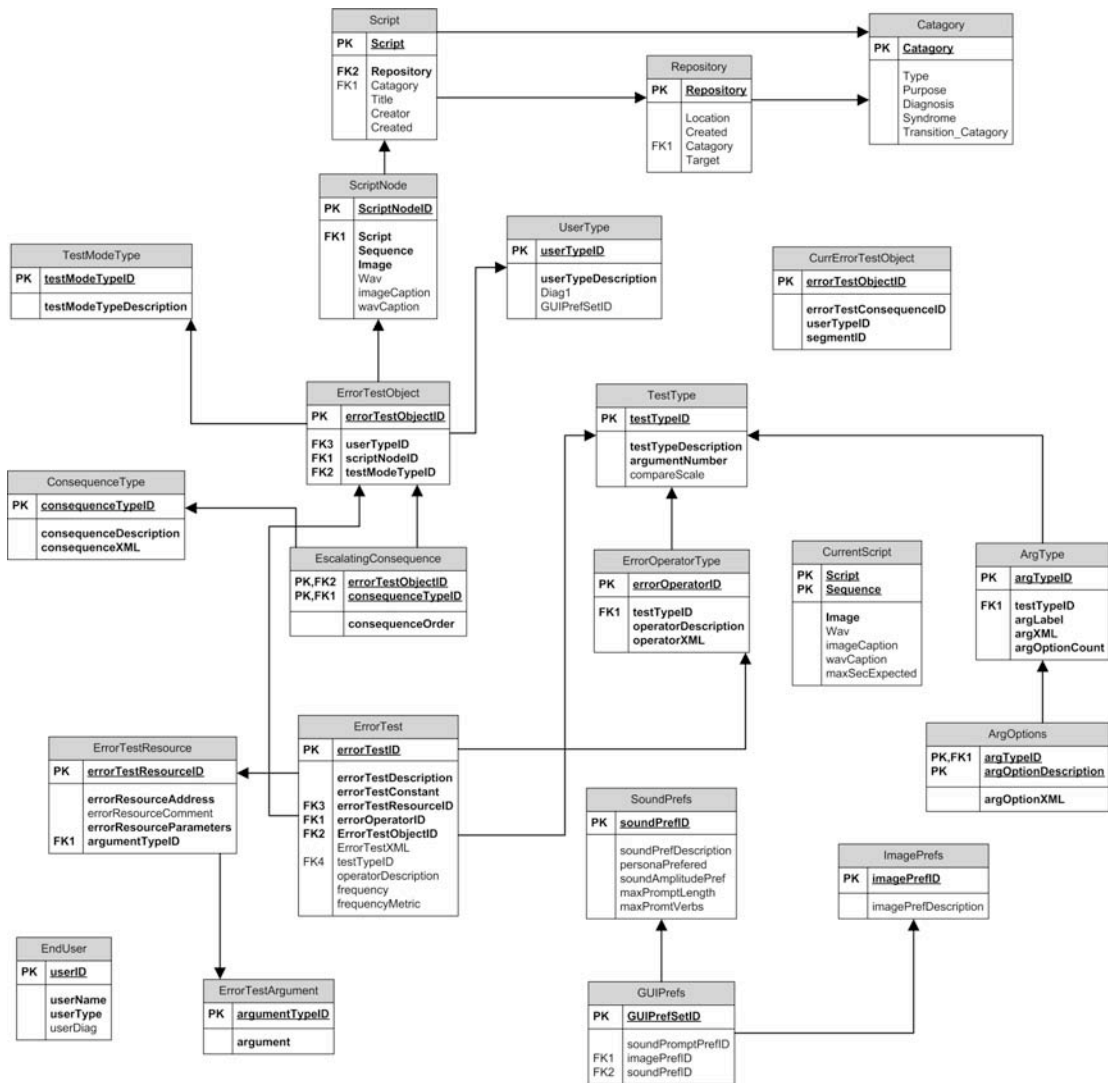 Script
PK Script
FK2 Repository
FK1 Catagory
Title
Creator
Created
Catagory
PK Catagory
Type
Purpose
Diagnosis
Syndrome
Transition_Catagory
Repository
PK Repository
Location
Created
FK1 Catagory
Target
ScriptNode
PK ScriptNodeID
FK1 Script
Sequence
Image
Wav
imageCaption
wavCaption
UserType
PK userTypeID
userTypeDescription
Diag1
GUIPrefSetID
TestModeType
PK testModeTypeID
testModeTypeDescription
CurrErrorTestObject
PK errorTestObjectID
errorTestConsequenceID
userTypeID
segmentID
ErrorTestObject
PK errorTestObjectID
FK3 userTypeID
FK1 scriptNodeID
FK2 testModeTypeID
TestType
PK testTypeID
testTypeDescription
argumentNumber
compareScale
ConsequenceType
PK consequenceTypeID
consequenceDescription
consequenceXML
EscalatingConsequence
PK,FK2 errorTestObjectID
PK,FK1 consequenceTypeID
consequenceOrder
ErrorOperatorType
PK errorOperatorID
FK1 testTypeID
operatorDescription
operatorXML
CurrentScript
PK Script
PK Sequence
Image
Wav
imageCaption
wavCaption
maxSecExpected
ArgType
PK argTypeID
FK1 testTypeID
argLabel
argXML
argOptionCount
ErrorTest
PK errorTestID
errorTestDescription
errorTestConstant
FK3 errorTestResourceID
FK1 errorOperatorID
FK2 ErrorTestObjectID
ErrorTestXML
FK4 testTypeID
operatorDescription
frequency
frequencyMetric
ErrorTestResource
PK errorTestResourceID
errorResourceAddress
errorResourceComment
errorResourceParameters
FK1 argumentTypeID
ArgOptions
PK,FK1 argTypeID
PK argOptionDescription
argOptionXML
SoundPrefs
PK soundPrefID
soundPrefDescription
personaPrefered
soundAmplitudePref
maxPromptLength
maxPromtVerbs
ImagePrefs
PK imagePrefID
imagePrefDescription
EndUser
PK userID
userName
userType
userDiag
ErrorTestArgument
PK argumentTypeID
argument
GUIPrefs
PK GUIPrefSetID
soundPromptPrefID
FK1 imagePrefID
FK2 soundPrefID